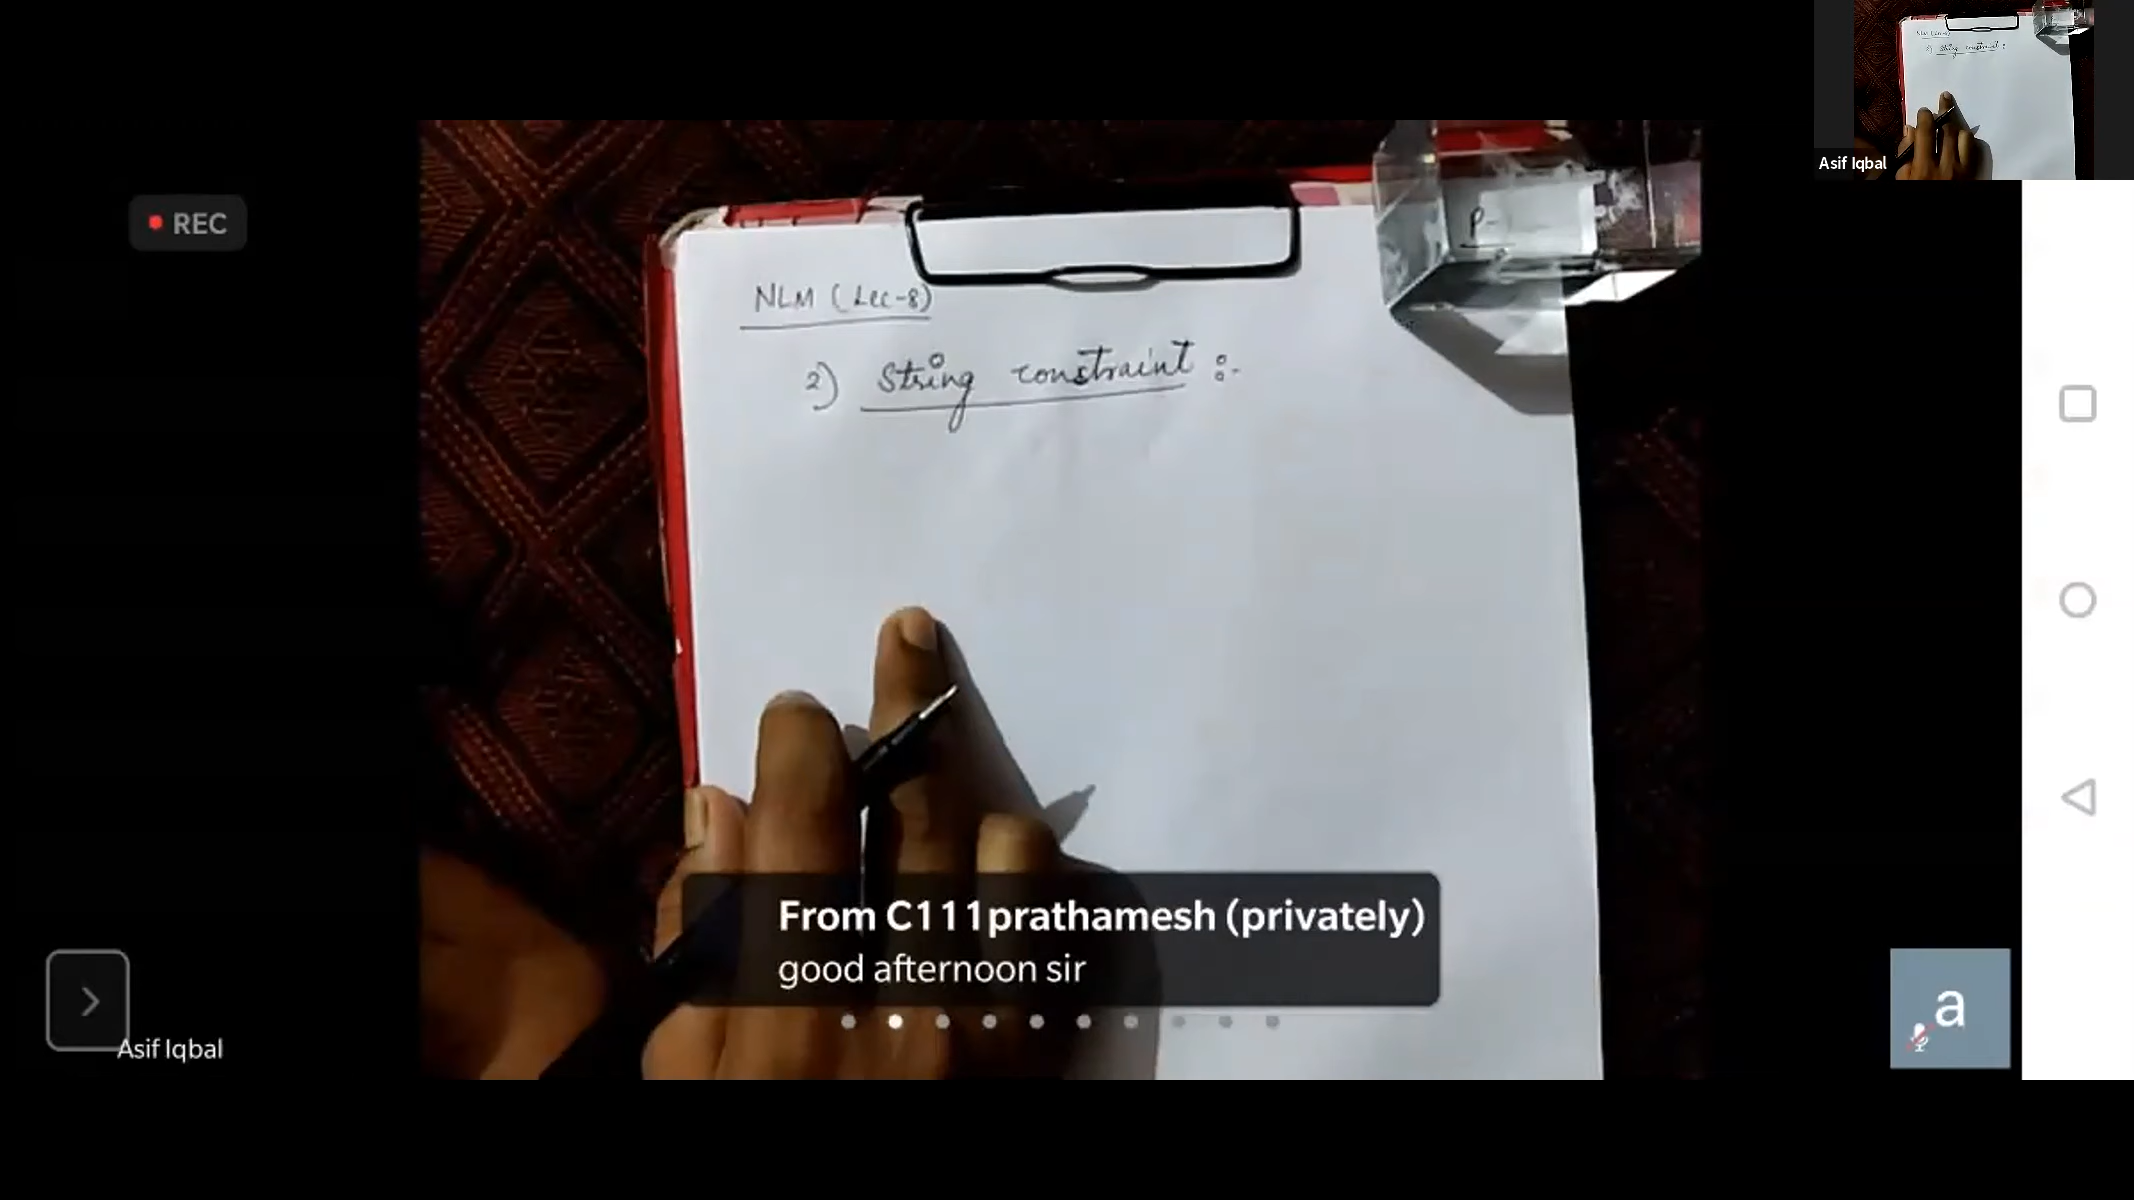 Asif Iqbal
REC
P-
NLM (Lec-8)
2) String constraint :-
From C111prathamesh (privately)
good afternoon sir
Asif Iqbal
a